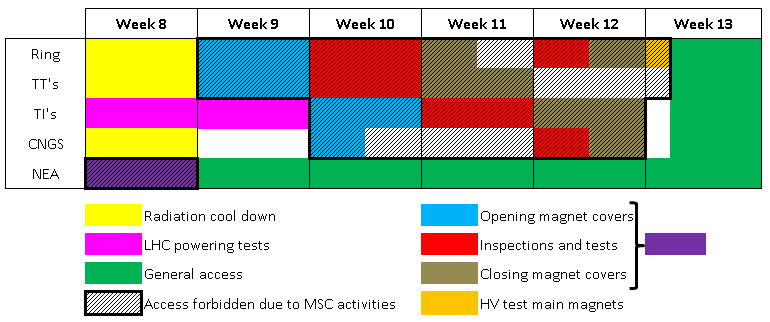 Week 8 Week 9 Week 10 Week 11 Week 12 Week 13
Ring
TT's
TI's
CNGS
NEA
Radiation cool down Opening magnet covers
LHC powering tests Inspections and tests
General access Closing magnet covers
Access forbidden due to MSC activities HV test main magnets